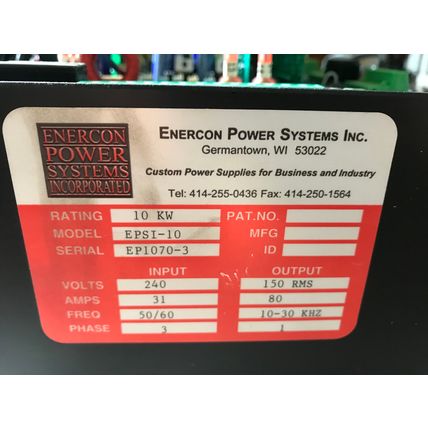 ENERCON
POWER
SYSTEMS
INCORPORATED
ENERCON POWER SYSTEMS INC.
Germantown, WI 53022
Custom Power Supplies for Business and Industry
Tel: 414-255-0436 Fax: 414-250-1564
RATING 10 KW PAT.NO.
MODEL EPSI-10 MFG
SERIAL EP1070-3 ID
INPUT OUTPUT
VOLTS 240 150 RMS
AMPS 31 80
FREQ 50/60 10-30 KHZ
PHASE 3 1